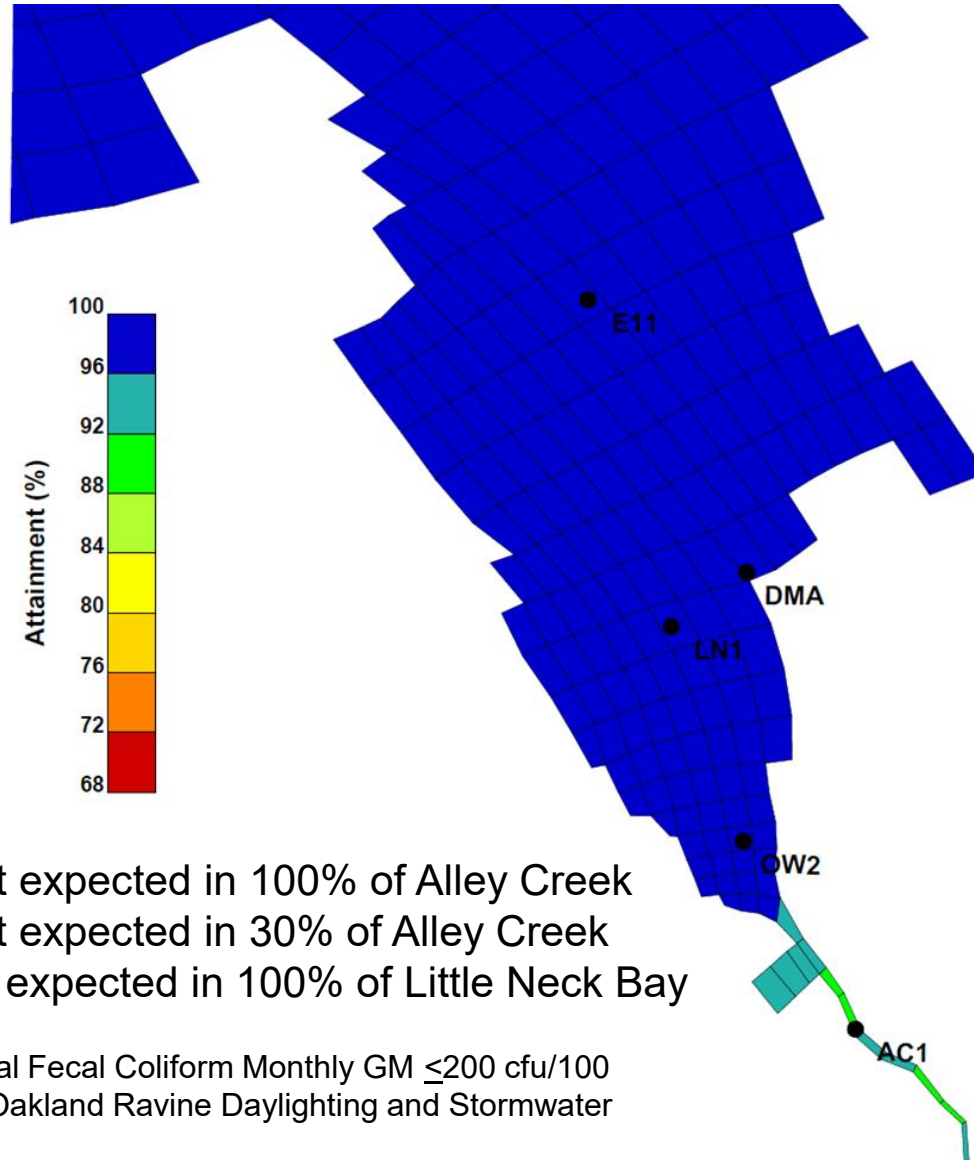 E11
100
96
92
88
84
80
76
72
68
Attainment (%)
DMA
LN1
OW2
AC1
t expected in 100% of Alley Creek
t expected in 30% of Alley Creek
expected in 100% of Little Neck Bay
al Fecal Coliform Monthly GM ≤200 cfu/100
Oakland Ravine Daylighting and Stormwater